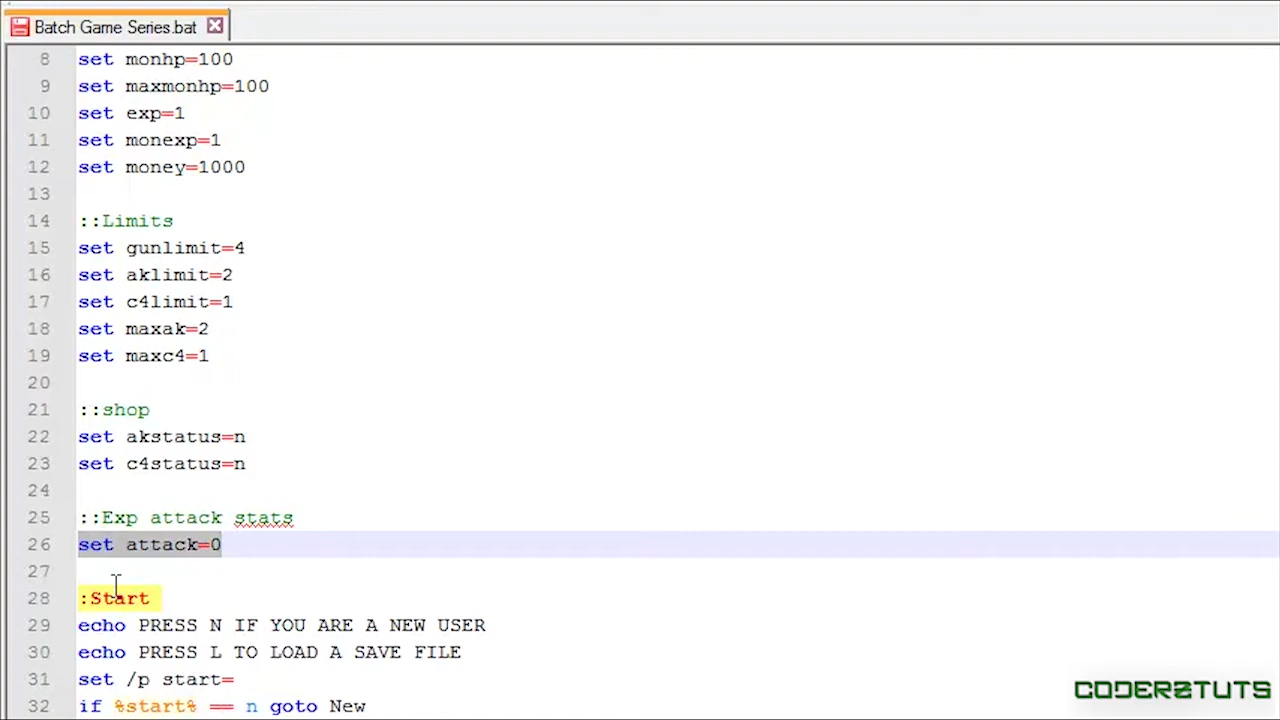 Batch Game Series.bat
8 set monhp=100
9 set maxmonhp=100
10 set exp=1
11 set monexp=1
12 set money=1000
13
14 ::Limits
15 set gunlimit=4
16 set aklimit=2
17 set c4limit=1
18 set maxak=2
19 set maxc4=1
20
21 ::shop
22 set akstatus=n
23 set c4status=n
24
25 ::Exp attack stats
26 set attack=0
27
28 :Start
29 echo PRESS N IF YOU ARE A NEW USER
30 echo PRESS L TO LOAD A SAVE FILE
31 set /p start=
32 if %start% == n goto New
CODERZTUTS